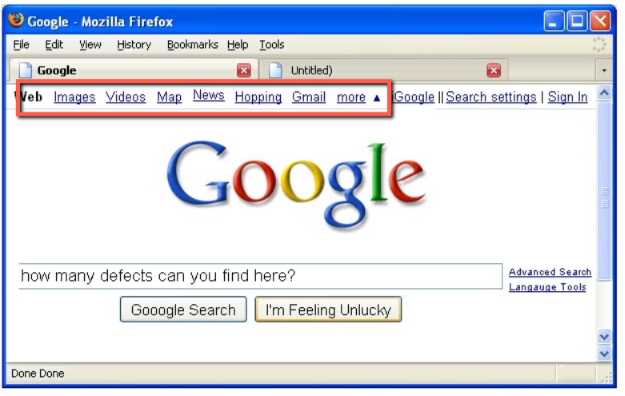 Google - Mozilla Firefox
File Edit View History Bookmarks Help Tools
Google Untitled)
Web Images Videos Map News Hopping Gmail more ▲ iGoogle || Search settings | Sign In
Google
how many defects can you find here?
Advanced Search
Langauge Tools
Gooogle Search I'm Feeling Unlucky
Done Done